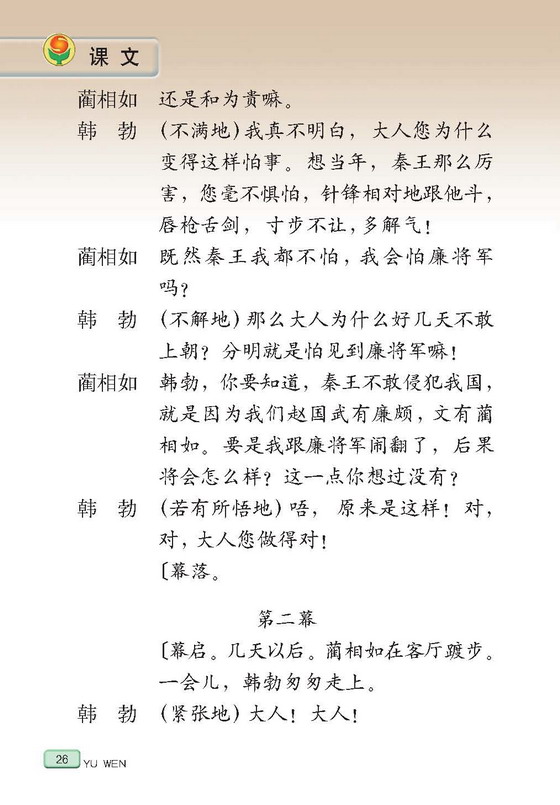 课文
蔺相如 还是和为贵嘛。
韩 勃 (不满地)我真不明白，大人您为什么
变得这样怕事。想当年，秦王那么厉
害，您毫不惧怕，针锋相对地跟他斗，
唇枪舌剑，寸步不让，多解气！
蔺相如 既然秦王我都不怕，我会怕廉将军
吗？
韩 勃 (不解地)那么大人为什么好几天不敢
上朝？分明就是怕见到廉将军嘛！
蔺相如 韩勃，你要知道，秦王不敢侵犯我国，
就是因为我们赵国武有廉颇，文有蔺
相如。要是我跟廉将军闹翻了，后果
将会怎么样？这一点你想过没有？
韩 勃 (若有所悟地)唔，原来是这样！对，
对，大人您做得对！
〔幕落。
第二幕
〔幕启。几天以后。蔺相如在客厅踱步。
一会儿，韩勃匆匆走上。
韩 勃 (紧张地)大人！大人！
26 YU WEN